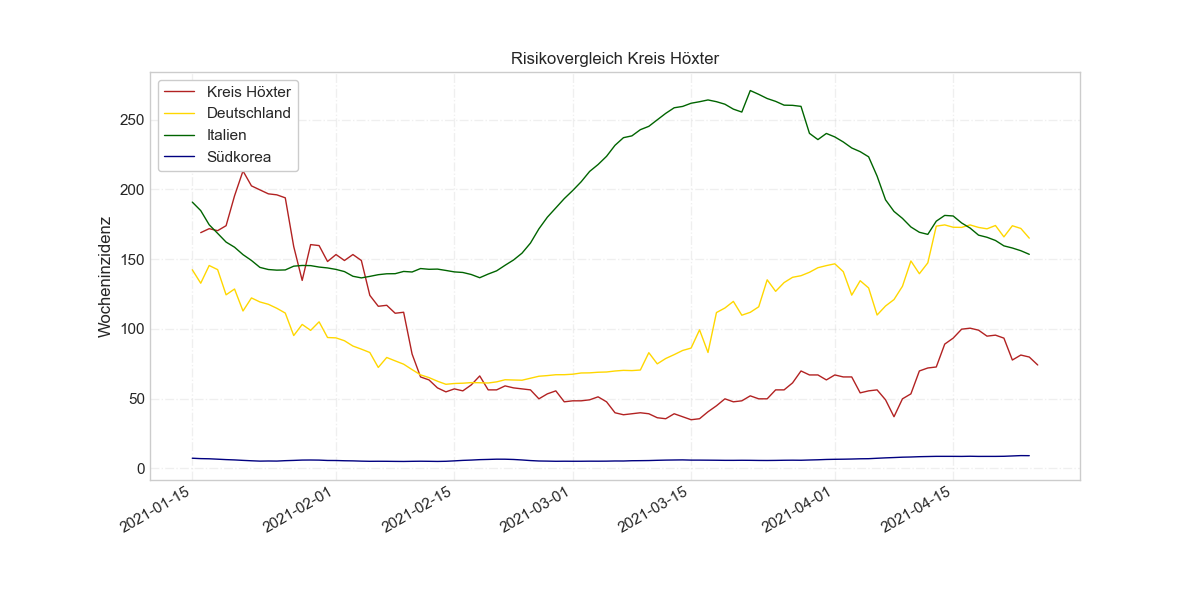 Risikovergleich Kreis Höxter
Kreis Höxter
Deutschland
Italien
Südkorea
Wocheninzidenz
250
200
150
100
50
0
2021-01-15
2021-02-01
2021-02-15
2021-03-01
2021-03-15
2021-04-01
2021-04-15